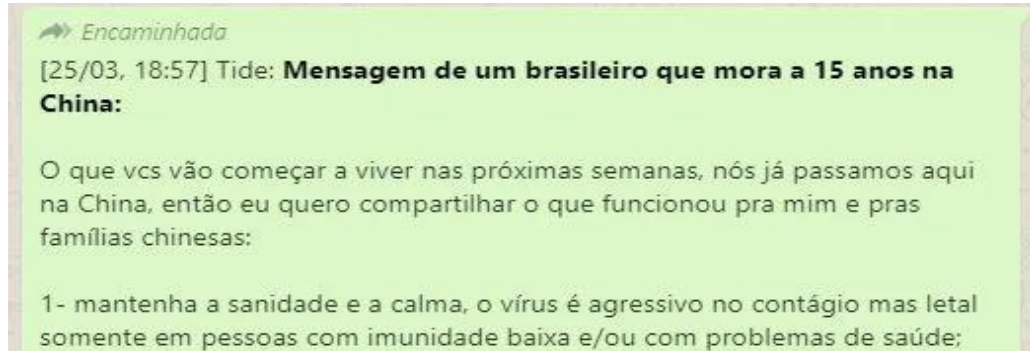 Encaminhada
[25/03, 18:57] Tide: Mensagem de um brasileiro que mora a 15 anos na
China:
O que vcs vão começar a viver nas próximas semanas, nós já passamos aqui
na China, então eu quero compartilhar o que funcionou pra mim e pras
famílias chinesas:
1- mantenha a sanidade e a calma, o vírus é agressivo no contágio mas letal
somente em pessoas com imunidade baixa e/ou com problemas de saúde;